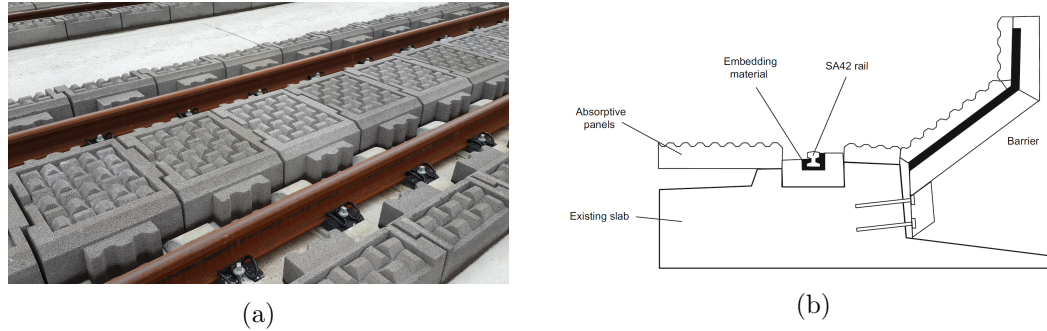 Embedding
material
SA42 rail
Absorptive
panels
Barrier
Existing slab
(a)
(b)